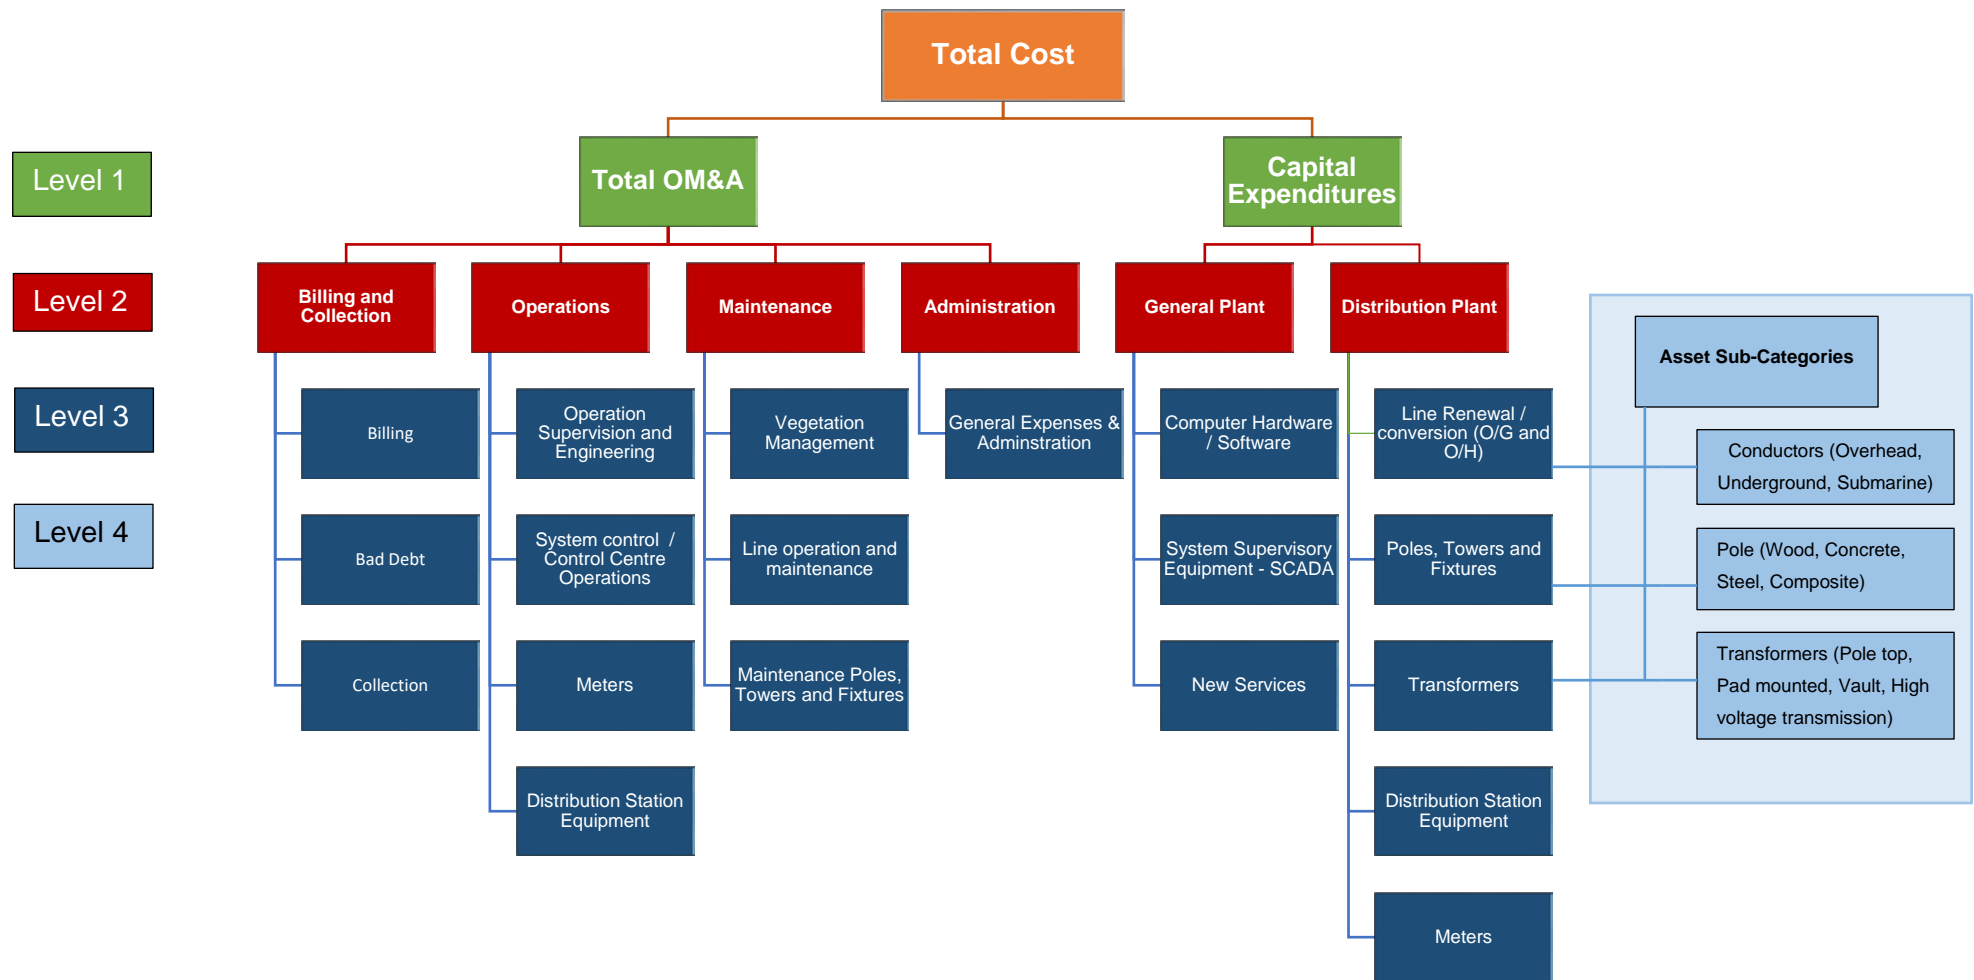 Total Cost
Level 1
Total OM&A
Capital
Expenditures
Level 2
Billing and
Collection
Operations
Maintenance
Administration
General Plant
Distribution Plant
Asset Sub-Categories
Level 3
Billing
Operation
Supervision and
Engineering
Vegetation
Management
General Expenses &
Adminstration
Computer Hardware
/ Software
Line Renewal /
conversion (O/G and
O/H)
Conductors (Overhead,
Underground, Submarine)
Level 4
Bad Debt
System control  /
Control Centre
Operations
Line operation and
maintenance
System Supervisory
Equipment - SCADA
Poles, Towers and
Fixtures
Pole (Wood, Concrete,
Steel, Composite)
Collection
Meters
Maintenance Poles,
Towers and Fixtures
New Services
Transformers
Transformers (Pole top,
Pad mounted, Vault, High
voltage transmission)
Distribution Station
Equipment
Distribution Station
Equipment
Meters